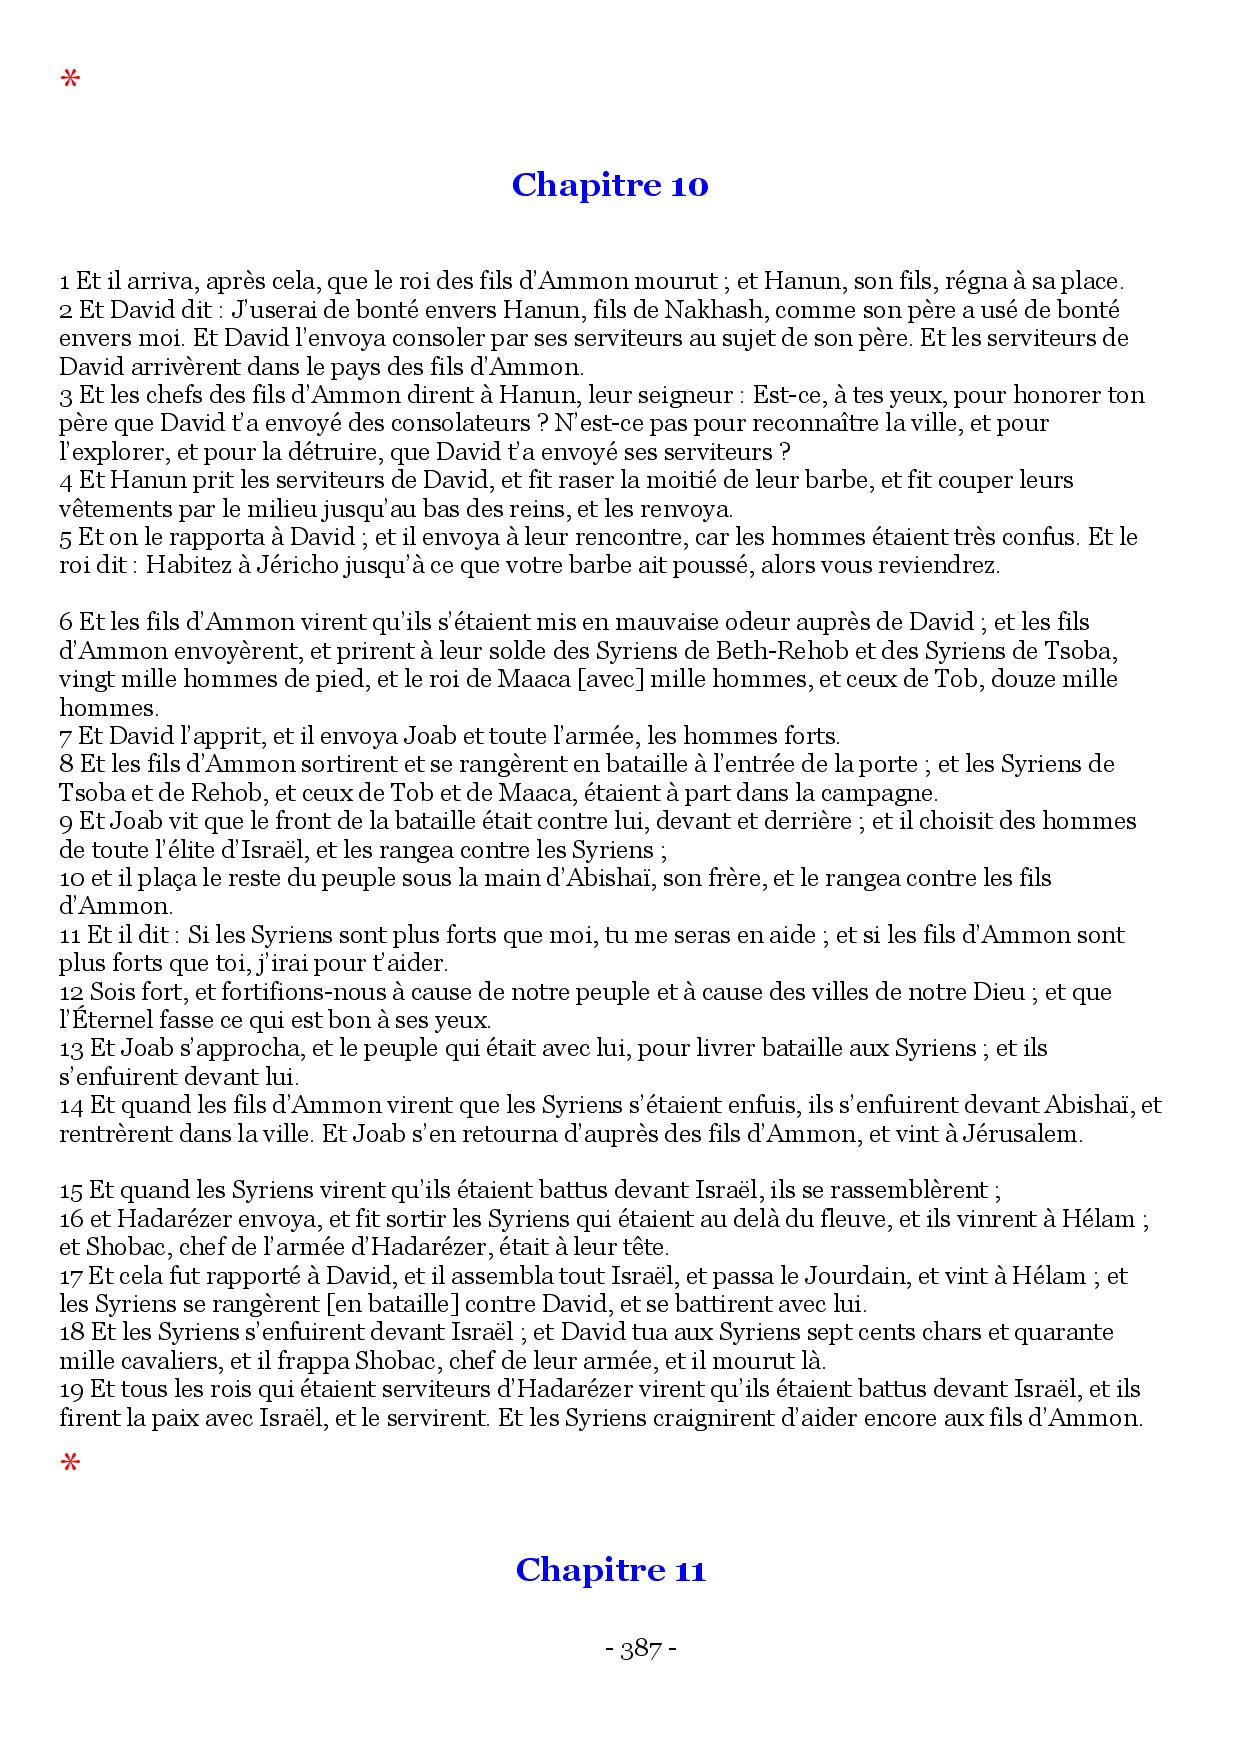 *
Chapitre 10
1 Et il arriva, après cela, que le roi des fils d’Ammon mourut ; et Hanun, son fils, régna à sa place.
2 Et David dit : J’userai de bonté envers Hanun, fils de Nakhash, comme son père a usé de bonté
envers moi. Et David l’envoya consoler par ses serviteurs au sujet de son père. Et les serviteurs de
David arrivèrent dans le pays des fils d’Ammon.
3 Et les chefs des fils d’Ammon dirent à Hanun, leur seigneur : Est-ce, à tes yeux, pour honorer ton
père que David t’a envoyé des consolateurs ? N’est-ce pas pour reconnaître la ville, et pour
l’explorer, et pour la détruire, que David t’a envoyé ses serviteurs ?
4 Et Hanun prit les serviteurs de David, et fit raser la moitié de leur barbe, et fit couper leurs
vêtements par le milieu jusqu’au bas des reins, et les renvoya.
5 Et on le rapporta à David ; et il envoya à leur rencontre, car les hommes étaient très confus. Et le
roi dit : Habitez à Jéricho jusqu’à ce que votre barbe ait poussé, alors vous reviendrez.
6 Et les fils d’Ammon virent qu’ils s’étaient mis en mauvaise odeur auprès de David ; et les fils
d’Ammon envoyèrent, et prirent à leur solde des Syriens de Beth-Rehob et des Syriens de Tsoba,
vingt mille hommes de pied, et le roi de Maaca [avec] mille hommes, et ceux de Tob, douze mille
hommes.
7 Et David l’apprit, et il envoya Joab et toute l’armée, les hommes forts.
8 Et les fils d’Ammon sortirent et se rangèrent en bataille à l’entrée de la porte ; et les Syriens de
Tsoba et de Rehob, et ceux de Tob et de Maaca, étaient à part dans la campagne.
9 Et Joab vit que le front de la bataille était contre lui, devant et derrière ; et il choisit des hommes
de toute l’élite d’Israël, et les rangea contre les Syriens ;
10 et il plaça le reste du peuple sous la main d’Abishaï, son frère, et le rangea contre les fils
d’Ammon.
11 Et il dit : Si les Syriens sont plus forts que moi, tu me seras en aide ; et si les fils d’Ammon sont
plus forts que toi, j’irai pour t’aider.
12 Sois fort, et fortifions-nous à cause de notre peuple et à cause des villes de notre Dieu ; et que
l’Éternel fasse ce qui est bon à ses yeux.
13 Et Joab s’approcha, et le peuple qui était avec lui, pour livrer bataille aux Syriens ; et ils
s’enfuirent devant lui.
14 Et quand les fils d’Ammon virent que les Syriens s’étaient enfuis, ils s’enfuirent devant Abishaï, et
rentrèrent dans la ville. Et Joab s’en retourna d’auprès des fils d’Ammon, et vint à Jérusalem.
15 Et quand les Syriens virent qu’ils étaient battus devant Israël, ils se rassemblèrent ;
16 et Hadarézer envoya, et fit sortir les Syriens qui étaient au delà du fleuve, et ils vinrent à Hélam ;
et Shobac, chef de l’armée d’Hadarézer, était à leur tête.
17 Et cela fut rapporté à David, et il assembla tout Israël, et passa le Jourdain, et vint à Hélam ; et
les Syriens se rangèrent [en bataille] contre David, et se battirent avec lui.
18 Et les Syriens s’enfuirent devant Israël ; et David tua aux Syriens sept cents chars et quarante
mille cavaliers, et il frappa Shobac, chef de leur armée, et il mourut là.
19 Et tous les rois qui étaient serviteurs d’Hadarézer virent qu’ils étaient battus devant Israël, et ils
firent la paix avec Israël, et le servirent. Et les Syriens craignirent d’aider encore aux fils d’Ammon.
*
Chapitre 11
- 387 -